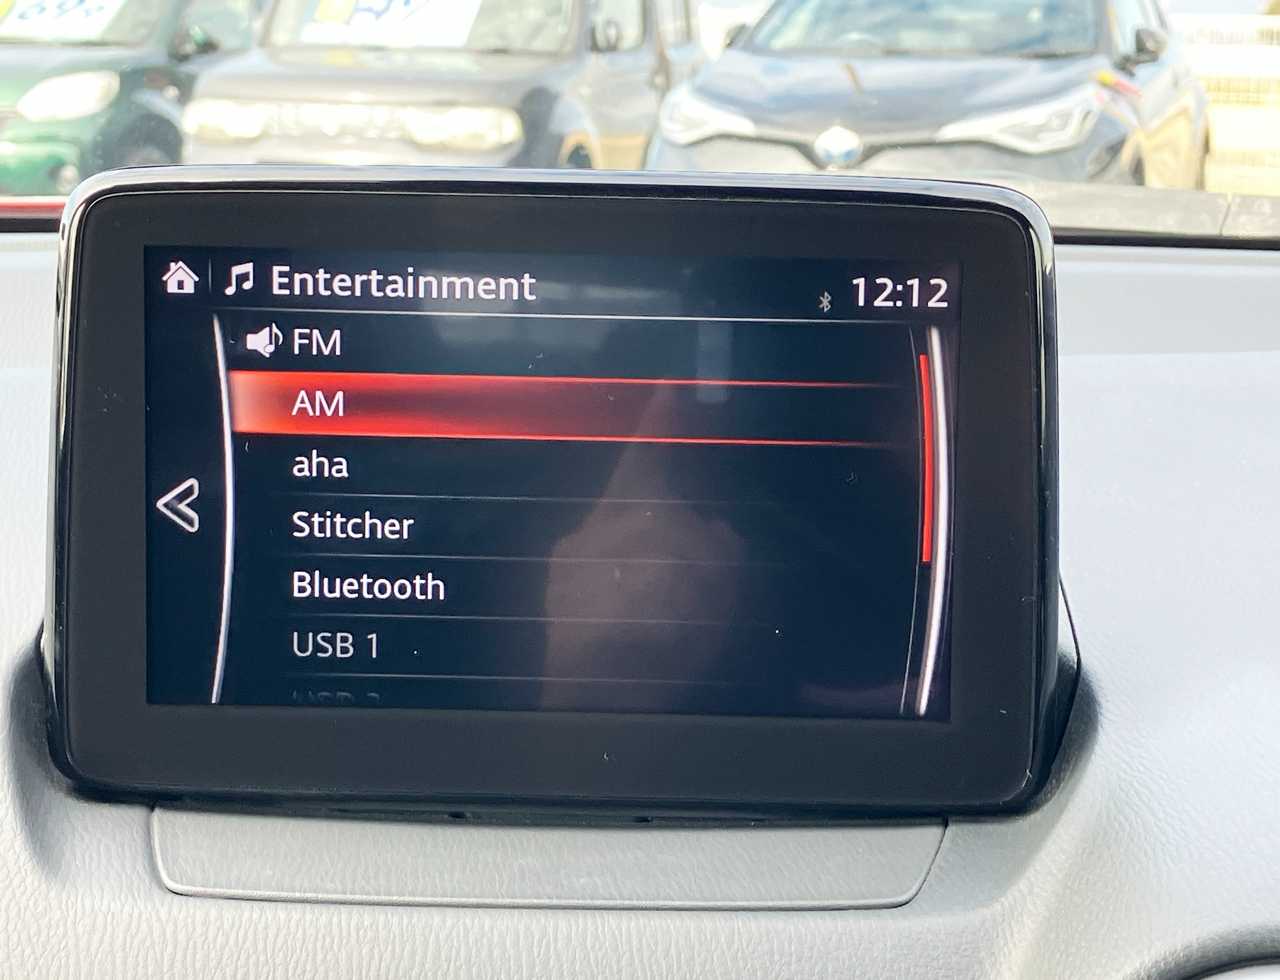 Entertainment
12:12
FM
AM
aha
Stitcher
Bluetooth
USB 1